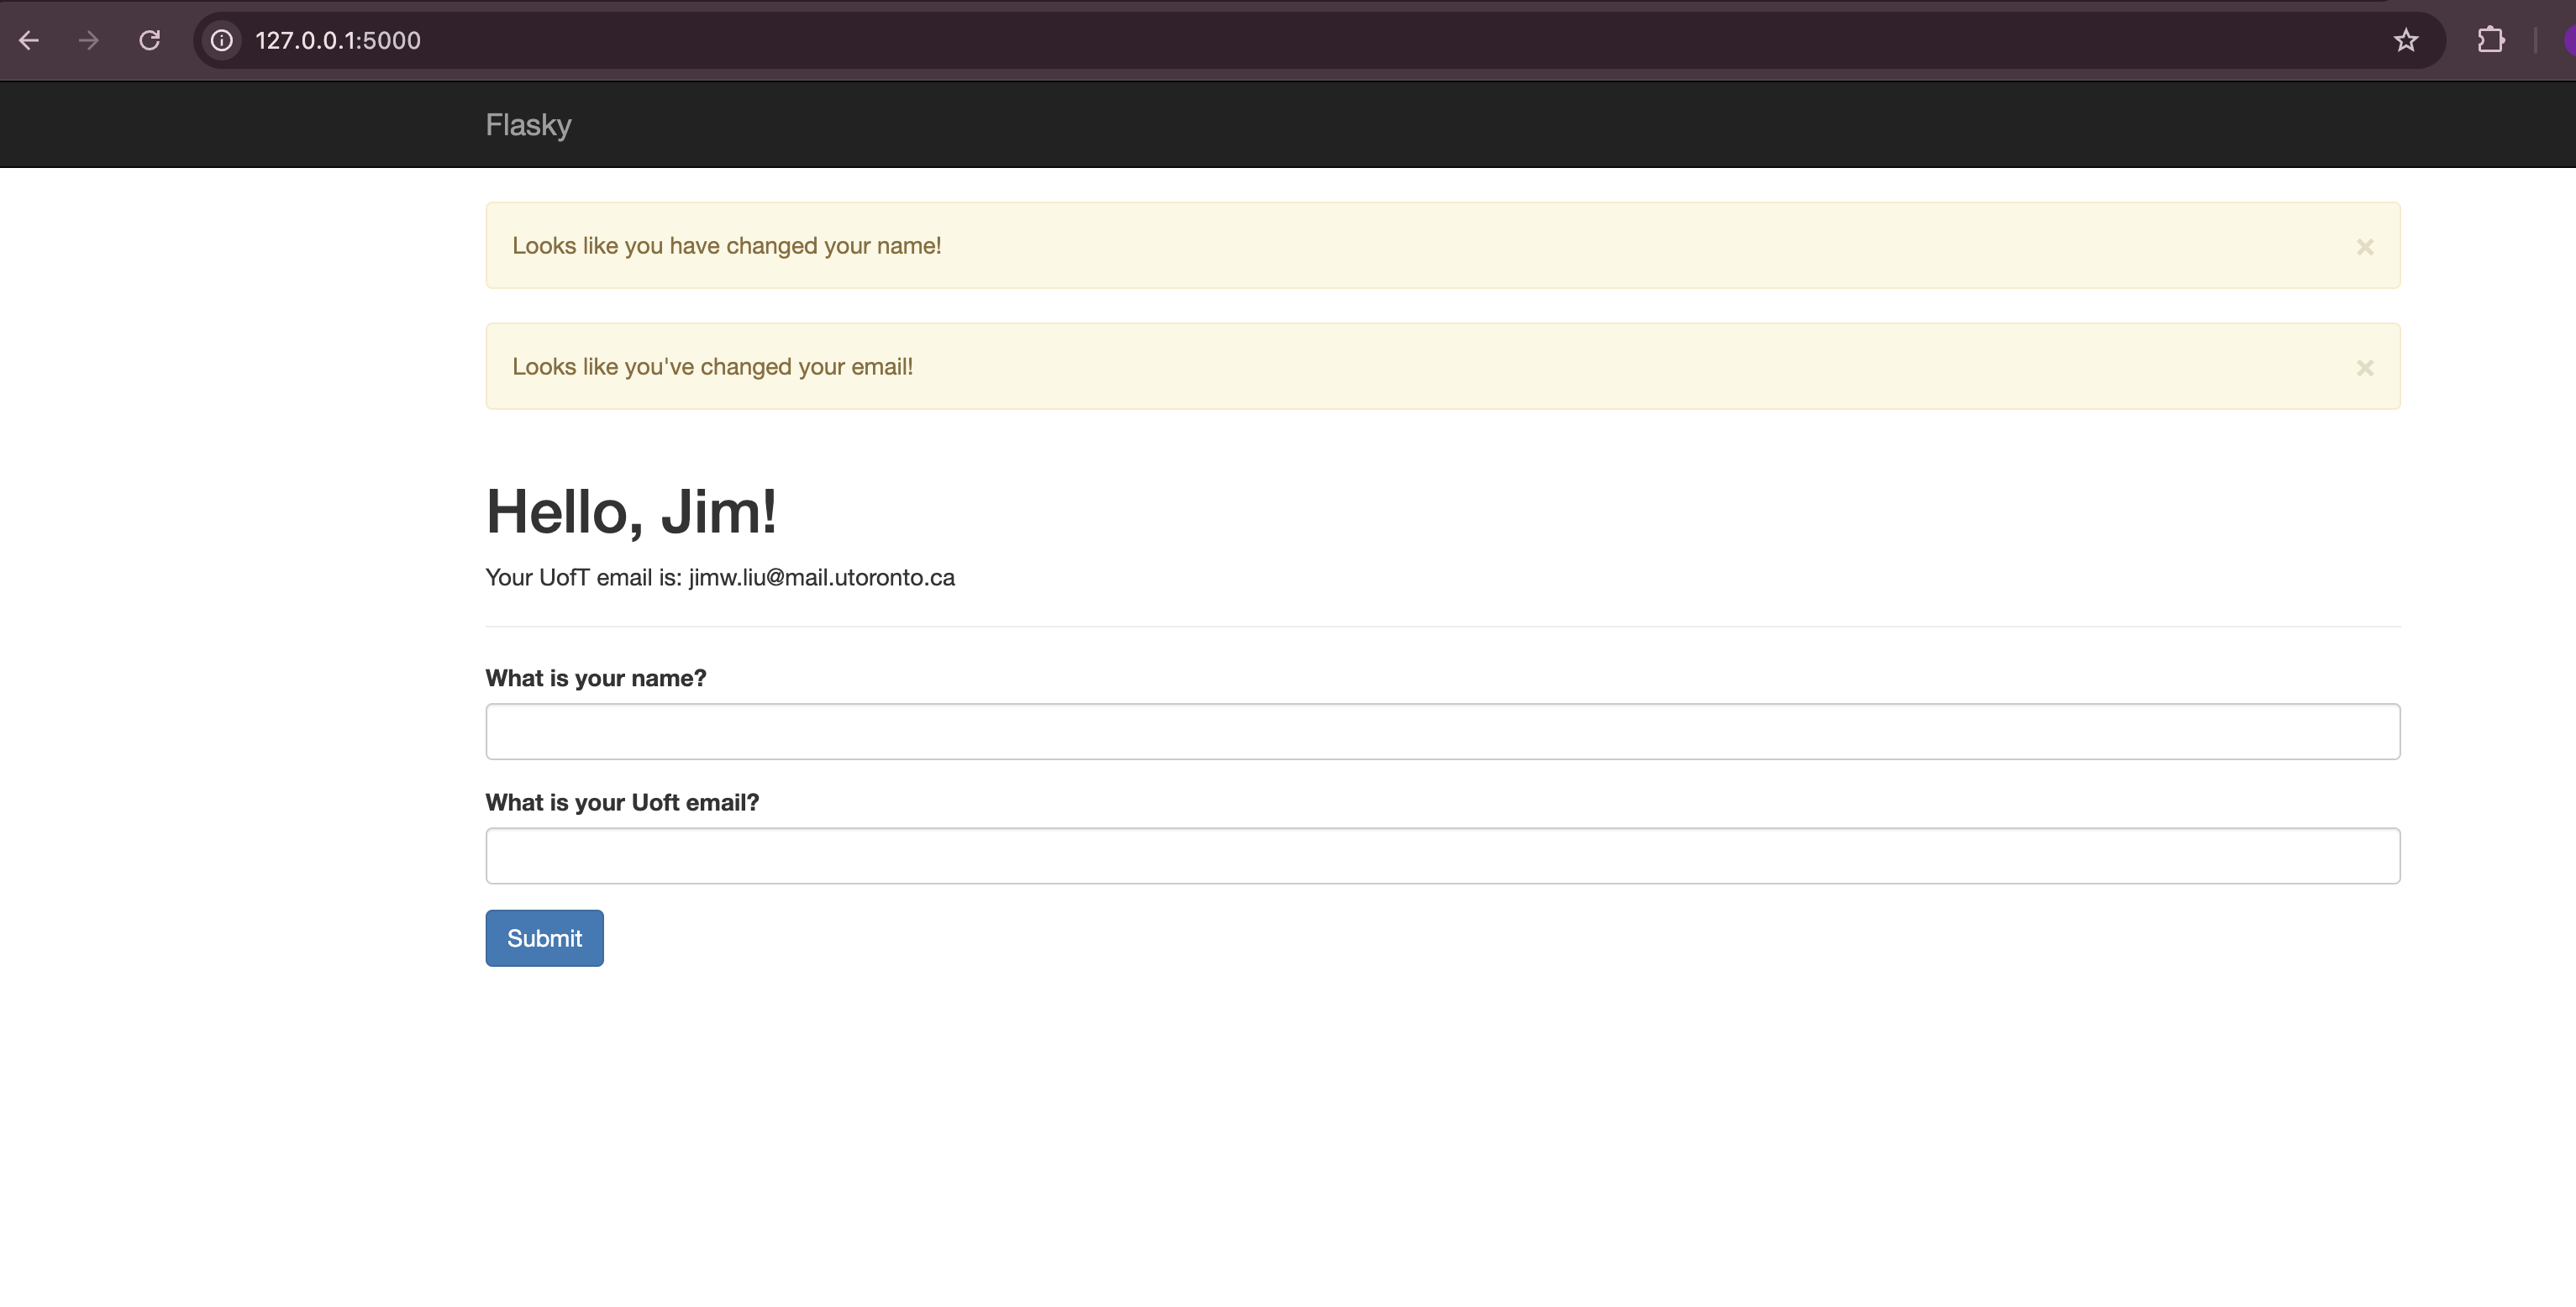 127.0.0.1:5000
Flasky
Looks like you have changed your name!
×
Looks like you've changed your email!
×
Hello, Jim!
Your UofT email is: jimw.liu@mail.utoronto.ca
What is your name?
What is your Uoft email?
Submit